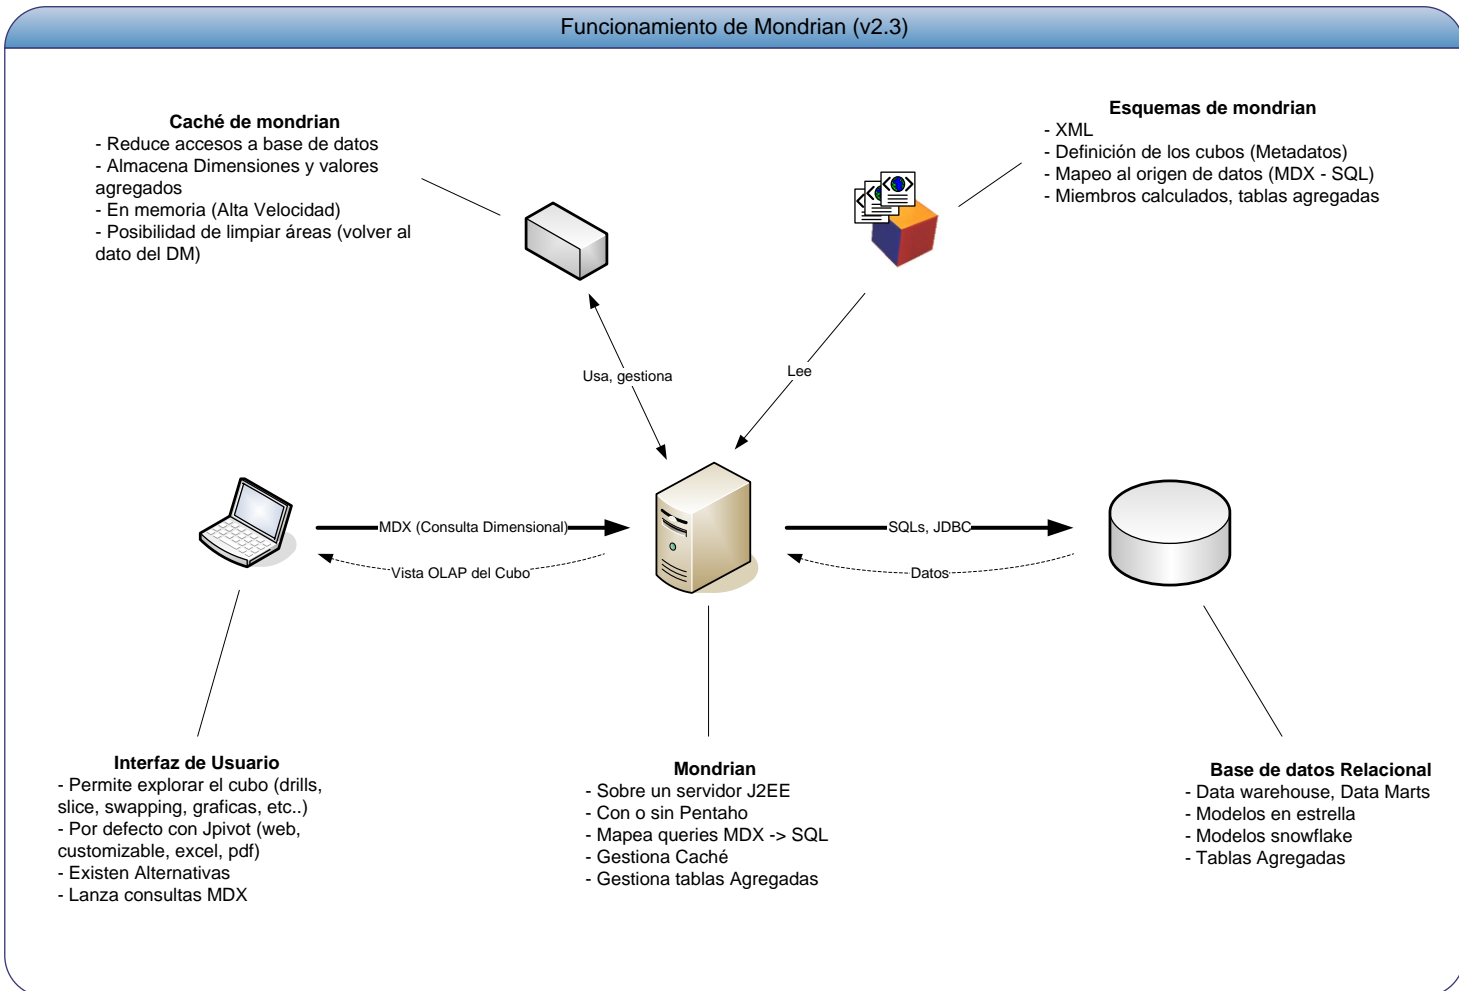 Funcionamiento de Mondrian (v2.3)
Caché de mondrian
- Reduce accesos a base de datos
- Almacena Dimensiones y valores
agregados
- En memoria (Alta Velocidad)
- Posibilidad de limpiar áreas (volver al
dato del DM)
Esquemas de mondrian
- XML
- Definición de los cubos (Metadatos)
- Mapeo al origen de datos (MDX - SQL)
- Miembros calculados, tablas agregadas
Usa, gestiona
Lee
MDX (Consulta Dimensional)
Vista OLAP del Cubo
SQLs, JDBC
Datos
Interfaz de Usuario
- Permite explorar el cubo (drills,
slice, swapping, graficas, etc..)
- Por defecto con Jpivot (web,
customizable, excel, pdf)
- Existen Alternativas
- Lanza consultas MDX
Mondrian
- Sobre un servidor J2EE
- Con o sin Pentaho
- Mapea queries MDX -> SQL
- Gestiona Caché
- Gestiona tablas Agregadas
Base de datos Relacional
- Data warehouse, Data Marts
- Modelos en estrella
- Modelos snowflake
- Tablas Agregadas